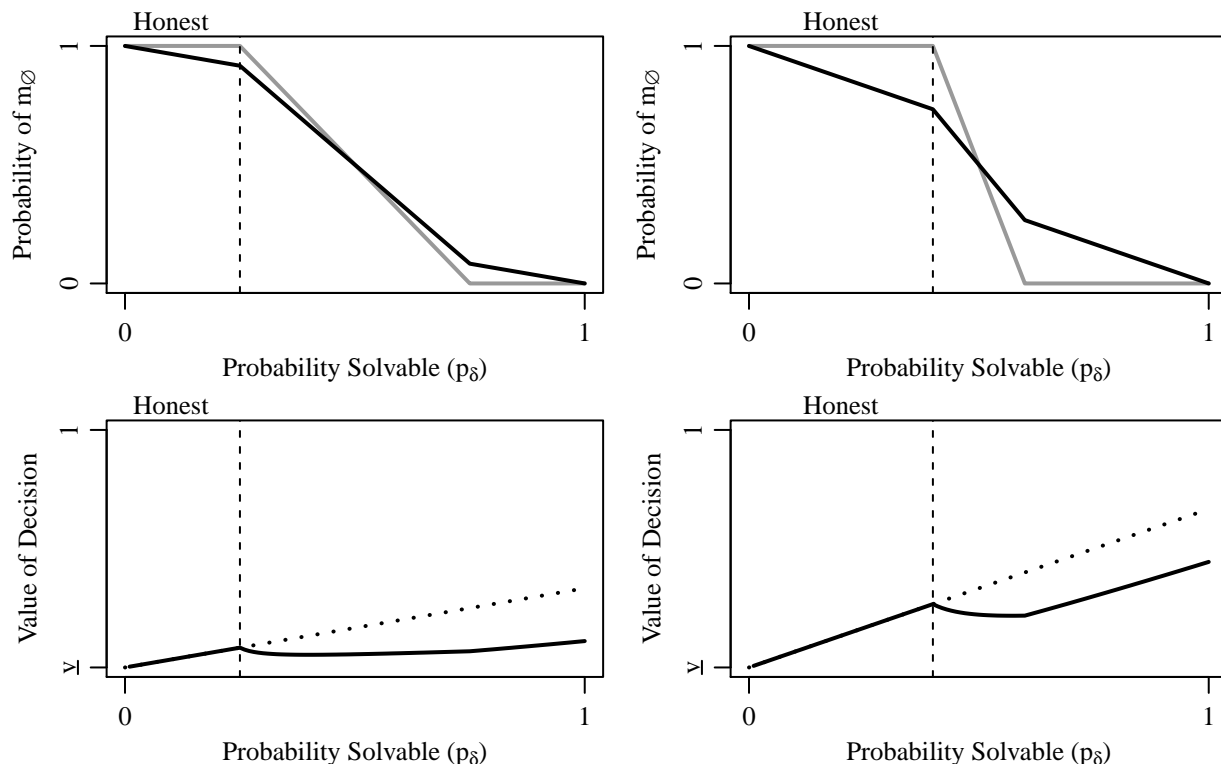 Honest
Probability of m∅
1
0
0
1
Probability Solvable (pδ)
Honest
Probability of m∅
1
0
0
1
Probability Solvable (pδ)
Honest
Value of Decision
1
v
0
1
Probability Solvable (pδ)
Honest
Value of Decision
1
v
0
1
Probability Solvable (pδ)